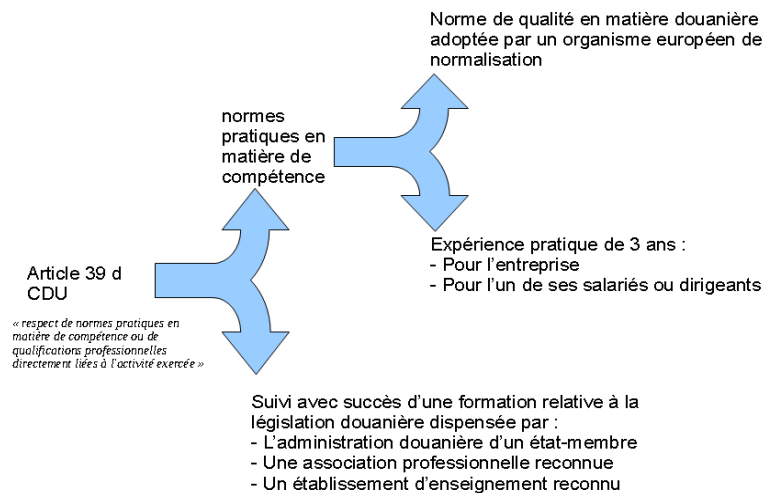 Norme de qualité en matière douanière
adoptée par un organisme européen de
normalisation
normes
pratiques en
matière de
compétence
Expérience pratique de 3 ans :
- Pour l’entreprise
- Pour l’un de ses salariés ou dirigeants
Article 39 d
CDU
« respect de normes pratiques en
matière de compétence ou de
qualifications professionnelles
directement liées à l'activité exercée »
Suivi avec succès d’une formation relative à la
législation douanière dispensée par :
- L’administration douanière d’un état-membre
- Une association professionnelle reconnue
- Un établissement d’enseignement reconnu